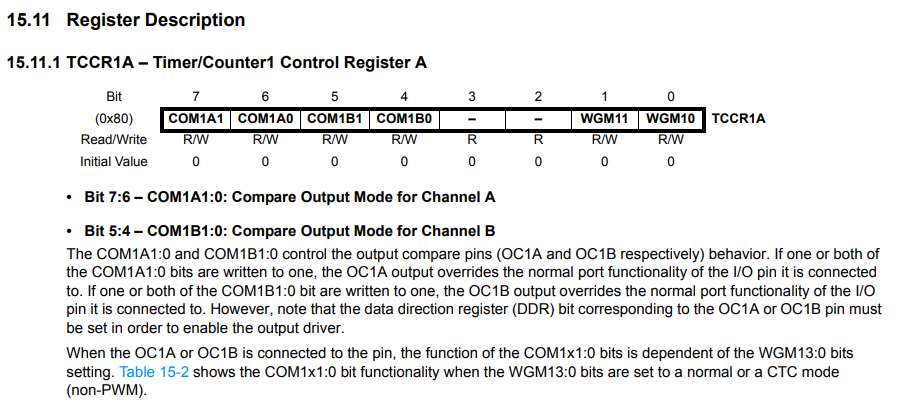 15.11 Register Description
15.11.1 TCCR1A – Timer/Counter1 Control Register A
Bit 7 6 5 4 3 2 1 0
(0x80) COM1A1 COM1A0 COM1B1 COM1B0 – – WGM11 WGM10 TCCR1A
Read/Write R/W R/W R/W R/W R R R/W R/W
Initial Value 0 0 0 0 0 0 0 0
• Bit 7:6 – COM1A1:0: Compare Output Mode for Channel A
• Bit 5:4 – COM1B1:0: Compare Output Mode for Channel B
The COM1A1:0 and COM1B1:0 control the output compare pins (OC1A and OC1B respectively) behavior. If one or both of
the COM1A1:0 bits are written to one, the OC1A output overrides the normal port functionality of the I/O pin it is connected
to. If one or both of the COM1B1:0 bit are written to one, the OC1B output overrides the normal port functionality of the I/O
pin it is connected to. However, note that the data direction register (DDR) bit corresponding to the OC1A or OC1B pin must
be set in order to enable the output driver.
When the OC1A or OC1B is connected to the pin, the function of the COM1x1:0 bits is dependent of the WGM13:0 bits
setting. Table 15-2 shows the COM1x1:0 bit functionality when the WGM13:0 bits are set to a normal or a CTC mode
(non-PWM).